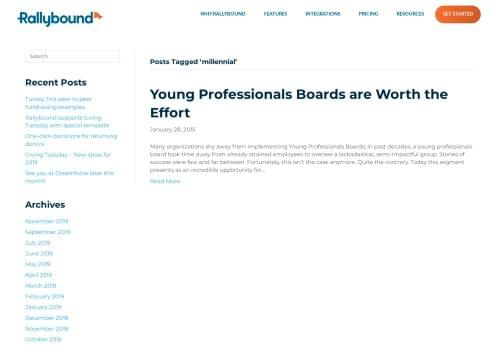 Rallybound
WHY RALLYBOUND
FEATURES
INTEGRATIONS
PRICING
RESOURCES
GET STARTED
Search
Recent Posts
Turkey Trot peer to peer
fundraising examples
Rallybound supports Giving
Tuesday with special template
One-click donations for returning
donors
Giving Tuesday – New ideas for
2019
See you at Dreamforce later this
month!
Archives
November 2019
September 2019
July 2019
June 2019
May 2019
April 2019
March 2019
February 2019
January 2019
December 2018
November 2018
October 2018
Posts Tagged ‘millennial’
Young Professionals Boards are Worth the
Effort
January 28, 2015
Many organizations shy away from implementing Young Professionals Boards; in past decades, a young professionals
board took time away from already strained employees to oversee a lackadaisical, semi-impactful group. Stories of
success were few and far between. Fortunately, this isn't the case anymore. Quite the contrary. Today this segment
presents as an incredible opportunity for...
Read More